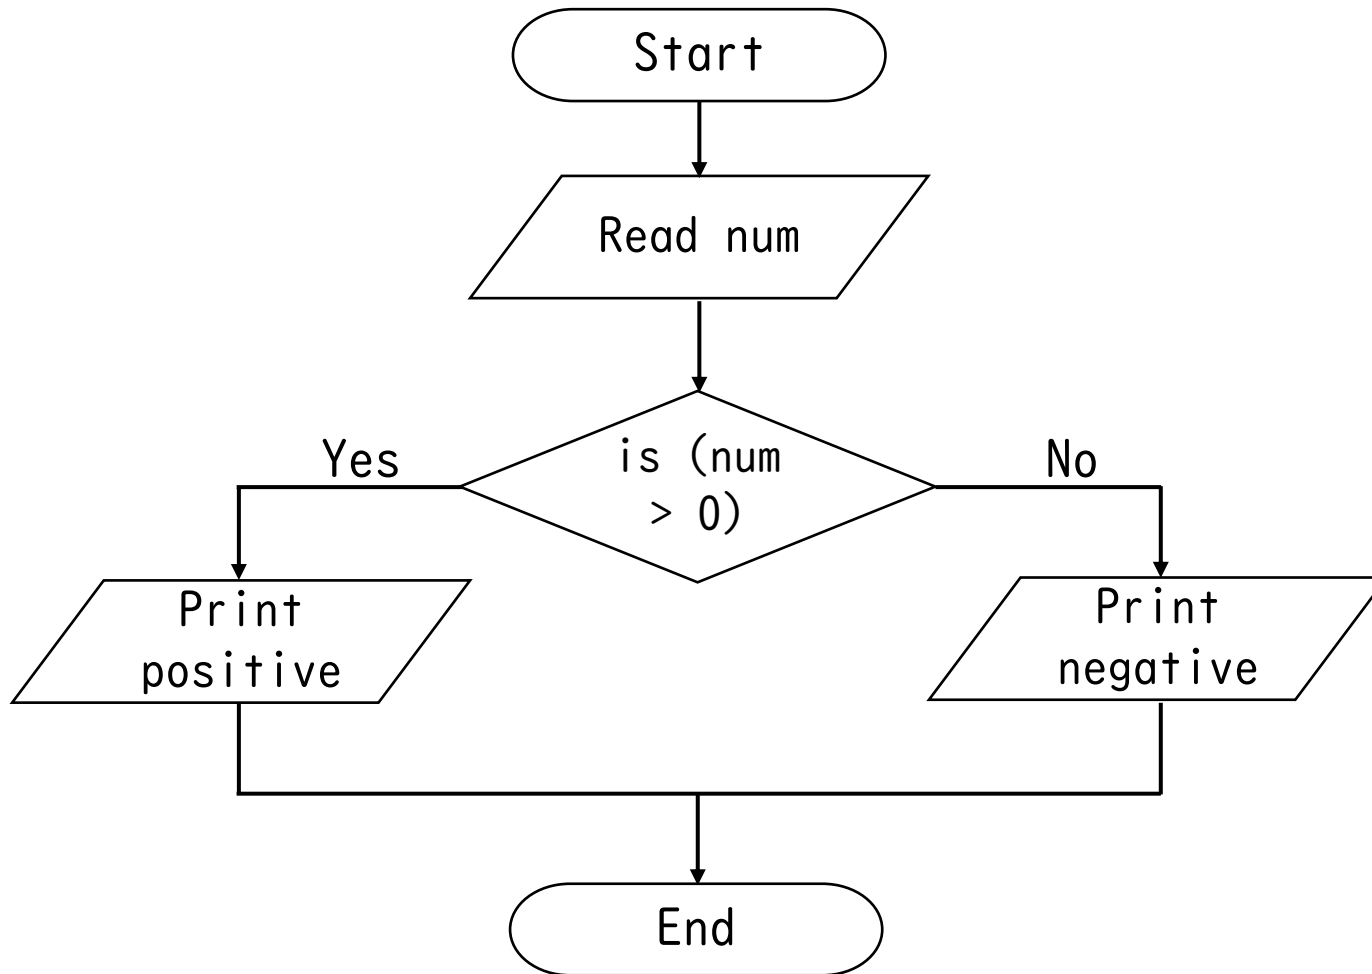 Start
Read num
is (num
> 0)
Yes
No
Print
positive
Print
negative
End